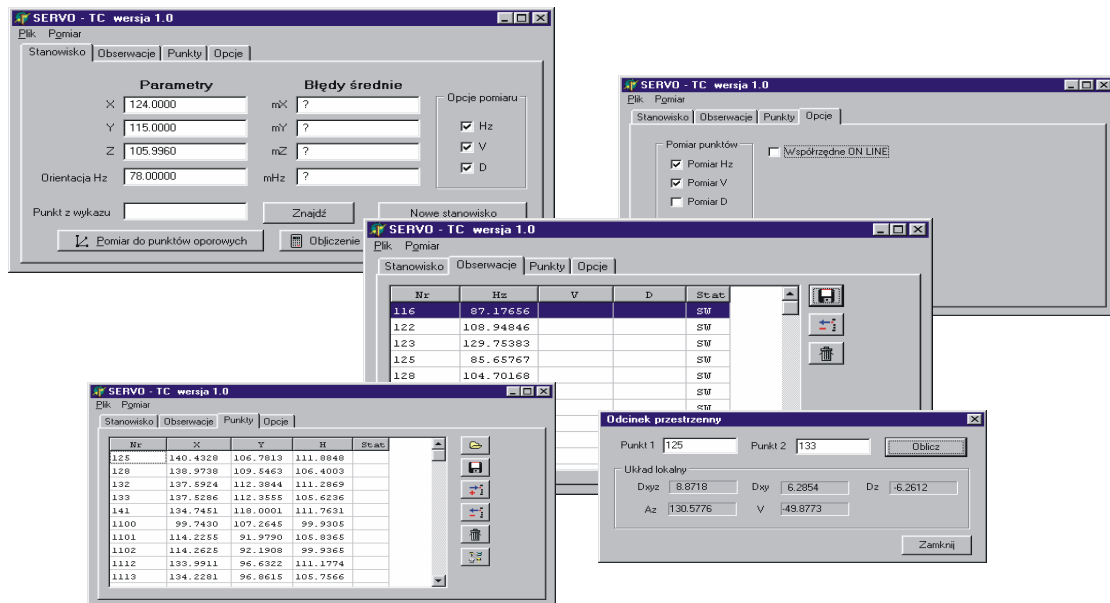 SERVO - TC wersja 1.0
Plik Pomiar
Stanowisko Obserwacje Punkty Opcje
Parametry Błędy średnie
X 124.0000 mX ?
Y 115.0000 mY ?
Z 105.9960 mZ ?
Orientacja Hz 78.00000 mHz ?
Opcje pomiaru
Hz
V
D
Punkt z wykazu Znajdź Nowe stanowisko
Pomiar do punktów oporowych Obliczenie
SERVO - TC wersja 1.0
Plik Pomiar
Stanowisko Obserwacje Punkty Opcje
Pomiar punktów
Pomiar Hz
Pomiar V
Pomiar D
Współrzędne ON LINE
SERVO - TC wersja 1.0
Plik Pomiar
Stanowisko Obserwacje Punkty Opcje
Nr Hz V D Stat
116 87.17656 SW
122 108.94846 SW
123 129.75383 SW
125 85.65767 SW
128 104.70168 SW
SW
SW
SERVO - TC wersja 1.0
Plik Pomiar
Stanowisko Obserwacje Punkty Opcje
Nr X Y H Stat
125 140.4328 106.7813 111.8848
128 138.9738 109.5463 106.4003
132 137.5924 112.3844 111.2869
133 137.5286 112.3555 105.6236
141 134.7451 118.0001 111.7631
1100 99.7430 107.2645 99.9305
1101 114.2255 91.9790 105.8365
1102 114.2625 92.1908 99.9365
1112 133.9911 96.6322 111.1774
1113 134.2281 96.8615 105.7566
Odcinek przestrzenny
Punkt 1 125 Punkt 2 133 Oblicz
Układ lokalny
Dxyz 8.8718 Dxy 6.2854 Dz -6.2612
Az 130.5776 V -49.8773
Zamknij